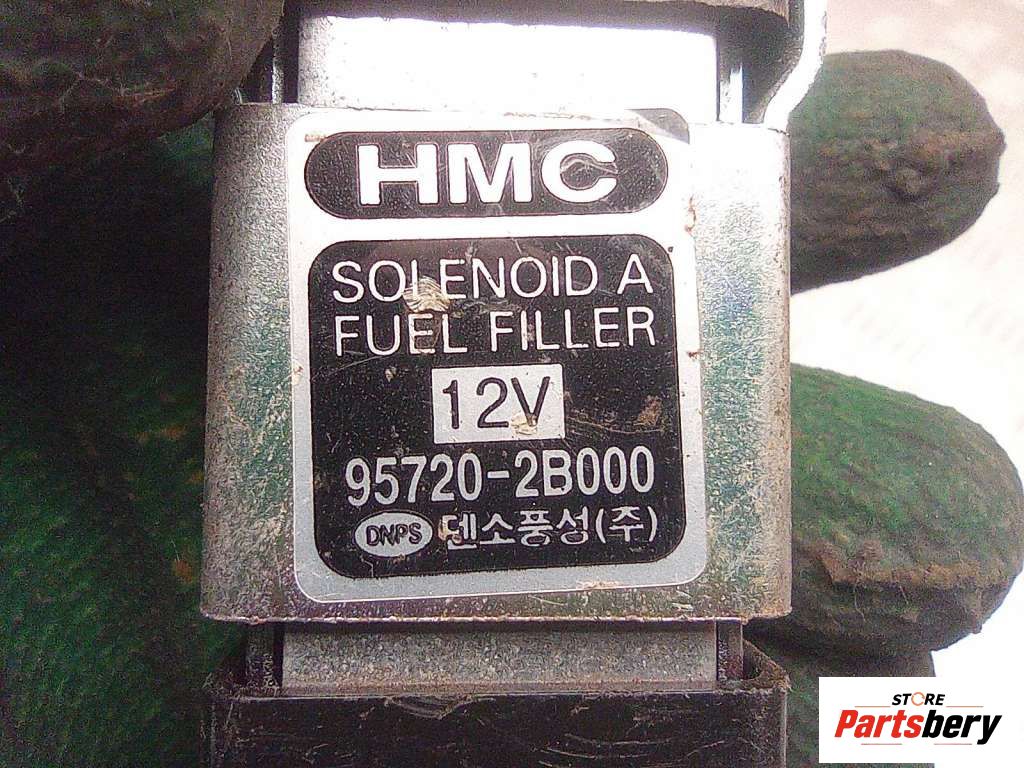 HMC
SOLENOID A
FUEL FILLER
12V
95720-2B000
DNPS 덴소풍성(주)
STORE
Partsbery